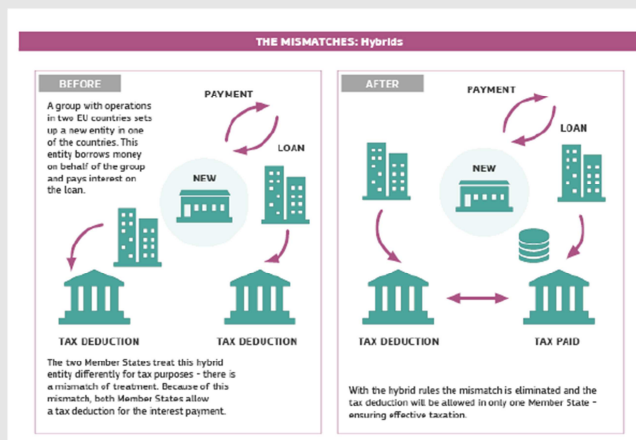 THE MISMATCHES: Hybrids
BEFORE
A group with operations
in two EU countries sets
up a new entity in one
of the countries. This
entity borrows money
on behalf of the group
and pays interest on
the loan.
PAYMENT
LOAN
NEW
TAX DEDUCTION
TAX DEDUCTION
The two Member States treat this hybrid
entity differently for tax purposes - there is
a mismatch of treatment. Because of this
mismatch, both Member States allow
a tax deduction for the interest payment.
AFTER
PAYMENT
LOAN
NEW
TAX DEDUCTION
TAX PAID
With the hybrid rules the mismatch is eliminated and the
tax deduction will be allowed in only one Member State -
ensuring effective taxation.